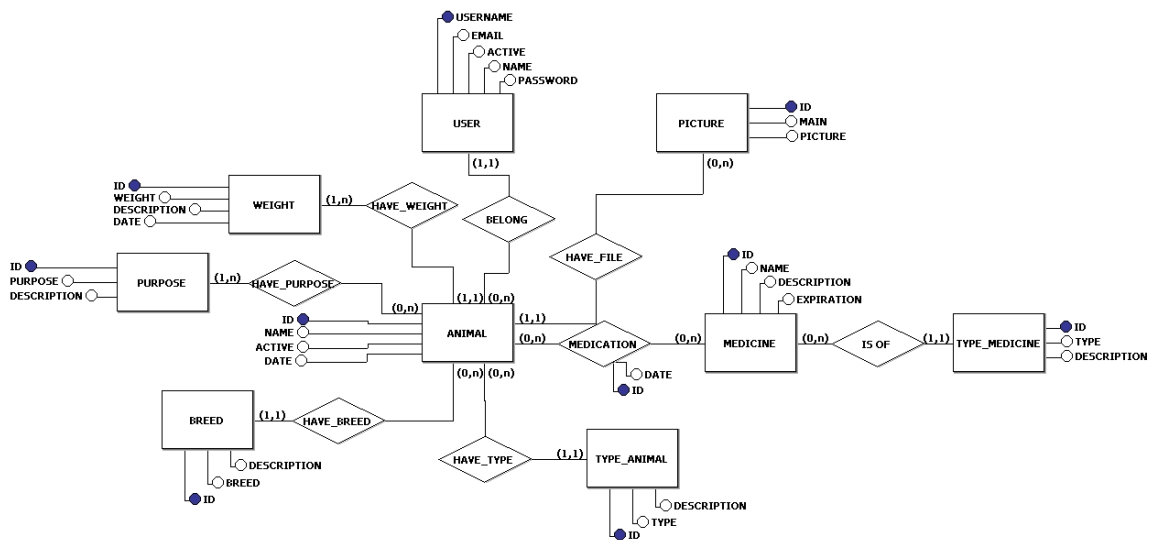 USERNAME
EMAIL
ACTIVE
NAME
PASSWORD
USER
(1,1)
PICTURE
ID
MAIN
PICTURE
(0,n)
ID
WEIGHT
DESCRIPTION
DATE
WEIGHT
(1,n)
HAVE_WEIGHT
BELONG
HAVE_FILE
ID
PURPOSE
DESCRIPTION
PURPOSE
(1,n)
HAVE_PURPOSE
(0,n)
(1,1)
(0,n)
ID
NAME
ACTIVE
DATE
ANIMAL
(1,1)
(0,n)
MEDICATION
DATE
ID
(0,n)
ID
NAME
DESCRIPTION
EXPIRATION
MEDICINE
(0,n)
IS OF
(1,1)
TYPE_MEDICINE
ID
TYPE
DESCRIPTION
(0,n)
(0,n)
BREED
(1,1)
HAVE_BREED
DESCRIPTION
BREED
ID
HAVE_TYPE
(1,1)
TYPE_ANIMAL
DESCRIPTION
TYPE
ID